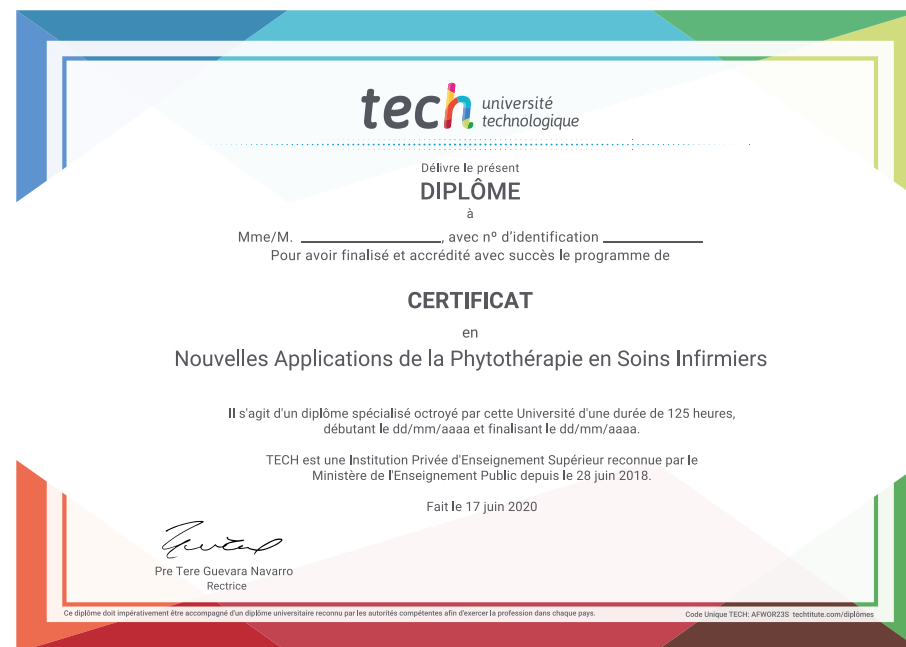 tech université
technologique
Délivre le présent
DIPLÔME
à
Mme/M. ____________________, avec nº d'identification ______________
Pour avoir finalisé et accrédité avec succès le programme de
CERTIFICAT
en
Nouvelles Applications de la Phytothérapie en Soins Infirmiers
Il s'agit d'un diplôme spécialisé octroyé par cette Université d'une durée de 125 heures,
débutant le dd/mm/aaaa et finalisant le dd/mm/aaaa.
TECH est une Institution Privée d'Enseignement Supérieur reconnue par le
Ministère de l'Enseignement Public depuis le 28 juin 2018.
Fait le 17 juin 2020
Pre Tere Guevara Navarro
Rectrice
Ce diplôme doit impérativement être accompagné d'un diplôme universitaire reconnu par les autorités compétentes afin d'exercer la profession dans chaque pays.
Code Unique TECH: AFWOR23S techtitute.com/diplômes